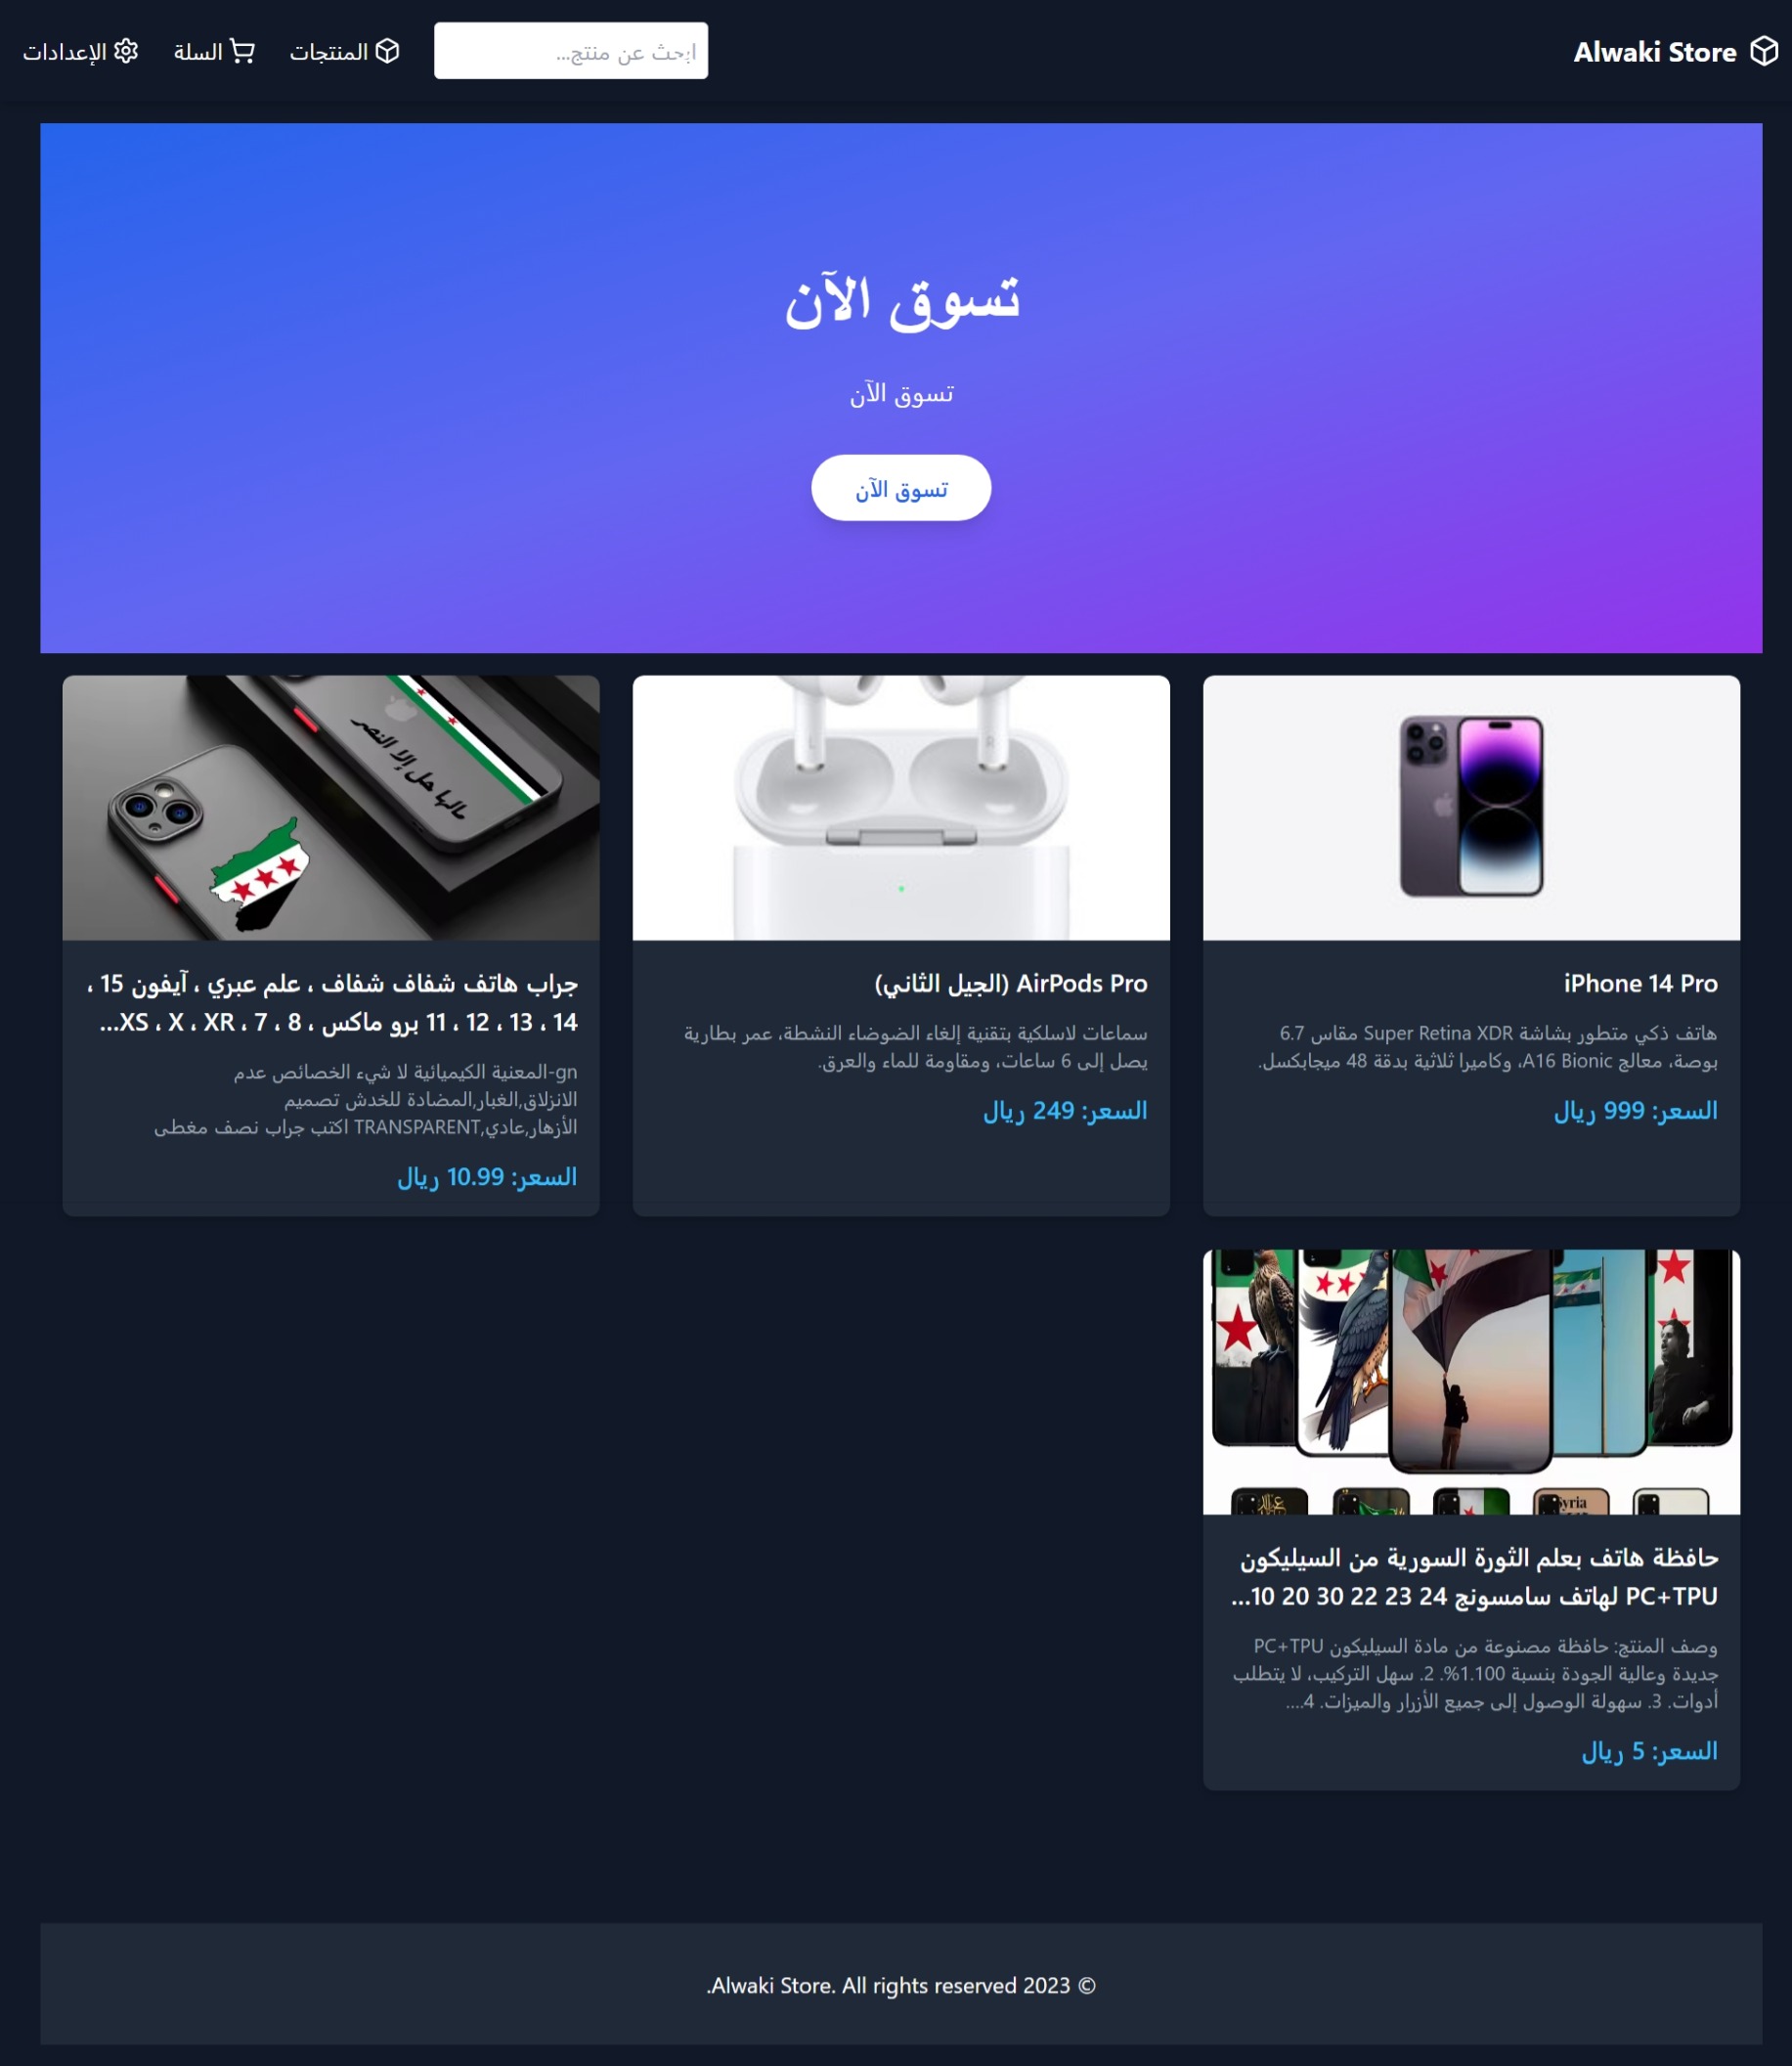 Alwaki Store
ابحث عن منتج...
المنتجات
السلة
الإعدادات
تسوق الآن
تسوق الآن
تسوق الآن
iPhone 14 Pro
هاتف ذكي متطور بشاشة Super Retina XDR مقاس 6.7
بوصة، معالج A16 Bionic، وكاميرا ثلاثية بدقة 48 ميجابكسل.
السعر: 999 ريال
AirPods Pro (الجيل الثاني)
سماعات لاسلكية بتقنية إلغاء الضوضاء النشطة، عمر بطارية
يصل إلى 6 ساعات، ومقاومة للماء والعرق.
السعر: 249 ريال
مالها حل إلا النصر
جراب هاتف شفاف شفاف ، علم عبري ، آيفون 15 ،
14 ، 13 ، 12 ، 11 برو ماكس ، 8 ، 7 ، XS ، X ، XR...
gn-المعنية الكيميائية لا شيء الخصائص عدم
الانزلاق,الغبار,المضادة للخدش تصميم
الأزهار,عادي,TRANSPARENT اكتب جراب نصف مغطى
السعر: 10.99 ريال
Syria
حافظة هاتف بعلم الثورة السورية من السيليكون
PC+TPU لهاتف سامسونج 24 23 22 30 20 10...
وصف المنتج: حافظة مصنوعة من مادة السيليكون PC+TPU
جديدة وعالية الجودة بنسبة 1.100%. 2. سهل التركيب، لا يتطلب
أدوات. 3. سهولة الوصول إلى جميع الأزرار والميزات. 4....
السعر: 5 ريال
© 2023 Alwaki Store. All rights reserved.